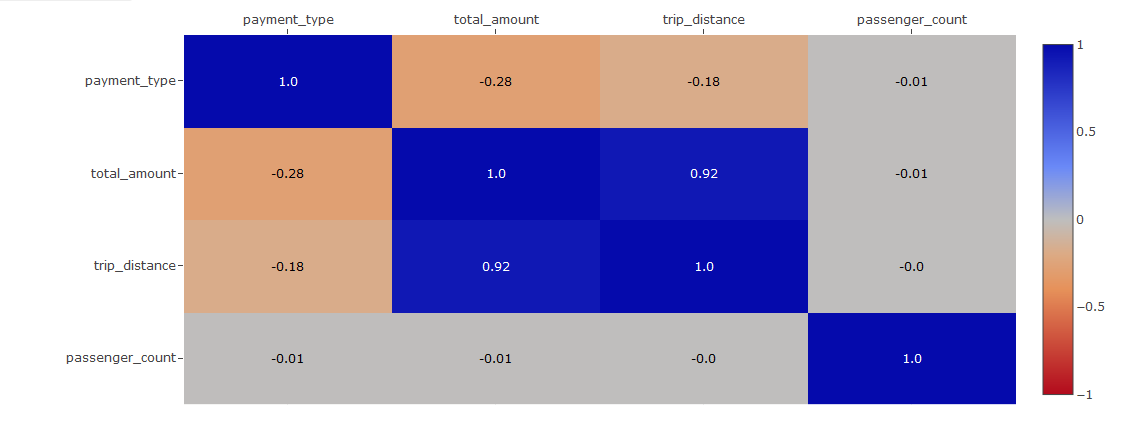 payment_type total_amount trip_distance passenger_count
payment_type 1.0 -0.28 -0.18 -0.01
total_amount -0.28 1.0 0.92 -0.01
trip_distance -0.18 0.92 1.0 -0.0
passenger_count -0.01 -0.01 -0.0 1.0
1
0.5
0
−0.5
−1